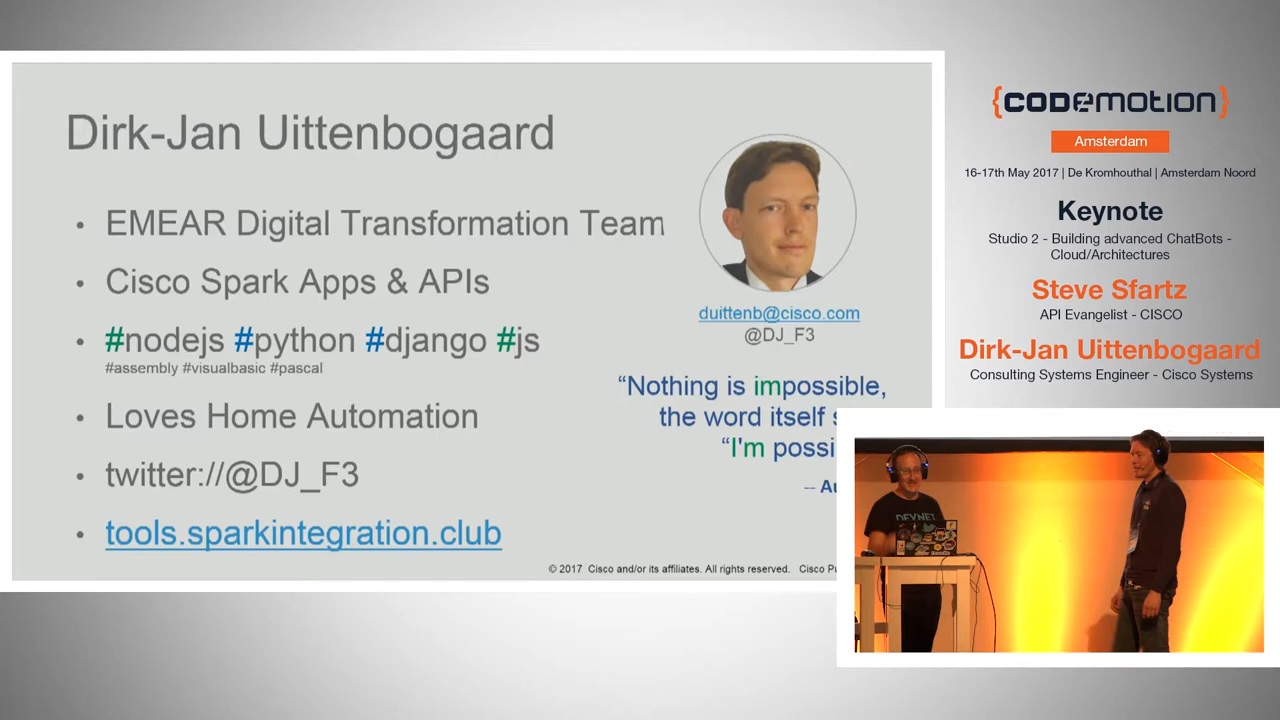 Dirk-Jan Uittenbogaard
• EMEAR Digital Transformation Team
• Cisco Spark Apps & APIs
• #nodejs #python #django #js
#assembly #visualbasic #pascal
• Loves Home Automation
• twitter://@DJ_F3
• tools.sparkintegration.club
duittenb@cisco.com
@DJ_F3
“Nothing is impossible,
the word itself
“I'm
--
© 2017 Cisco and/or its affiliates. All rights reserved. Cisco
{CODEMOTION}
Amsterdam
16-17th May 2017 | De Kromhouthal | Amsterdam Noord
Keynote
Studio 2 - Building advanced ChatBots -
Cloud/Architectures
Steve Sfartz
API Evangelist - CISCO
Dirk-Jan Uittenbogaard
Consulting Systems Engineer - Cisco Systems
DEVNET